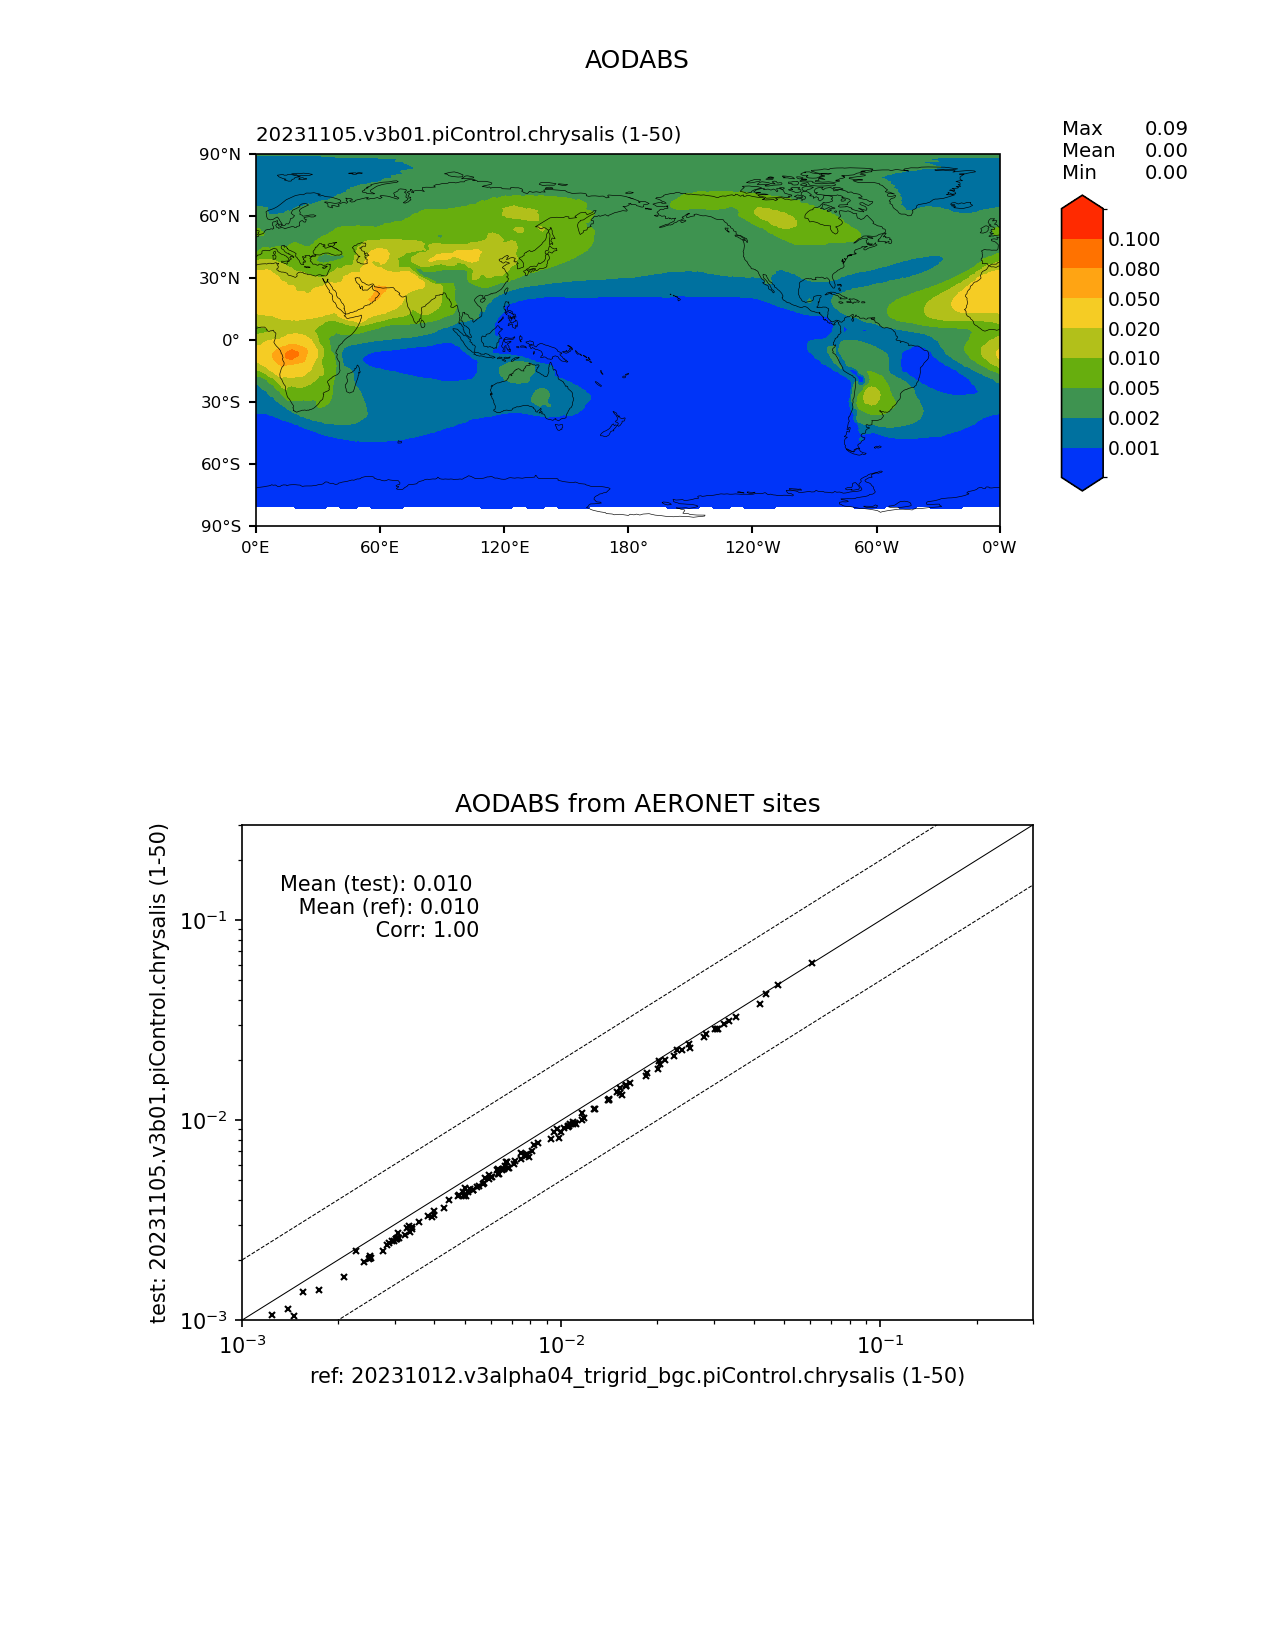 AODABS
20231105.v3b01.piControl.chrysalis (1-50)
Max 0.09
Mean 0.00
Min 0.00
90°N
60°N
30°N
0°
30°S
60°S
90°S
0°E 60°E 120°E 180° 120°W 60°W 0°W
0.100
0.080
0.050
0.020
0.010
0.005
0.002
0.001
AODABS from AERONET sites
Mean (test): 0.010
Mean (ref): 0.010
Corr: 1.00
test: 20231105.v3b01.piControl.chrysalis (1-50)
10⁻¹
10⁻²
10⁻³
10⁻³ 10⁻² 10⁻¹
ref: 20231012.v3alpha04_trigrid_bgc.piControl.chrysalis (1-50)